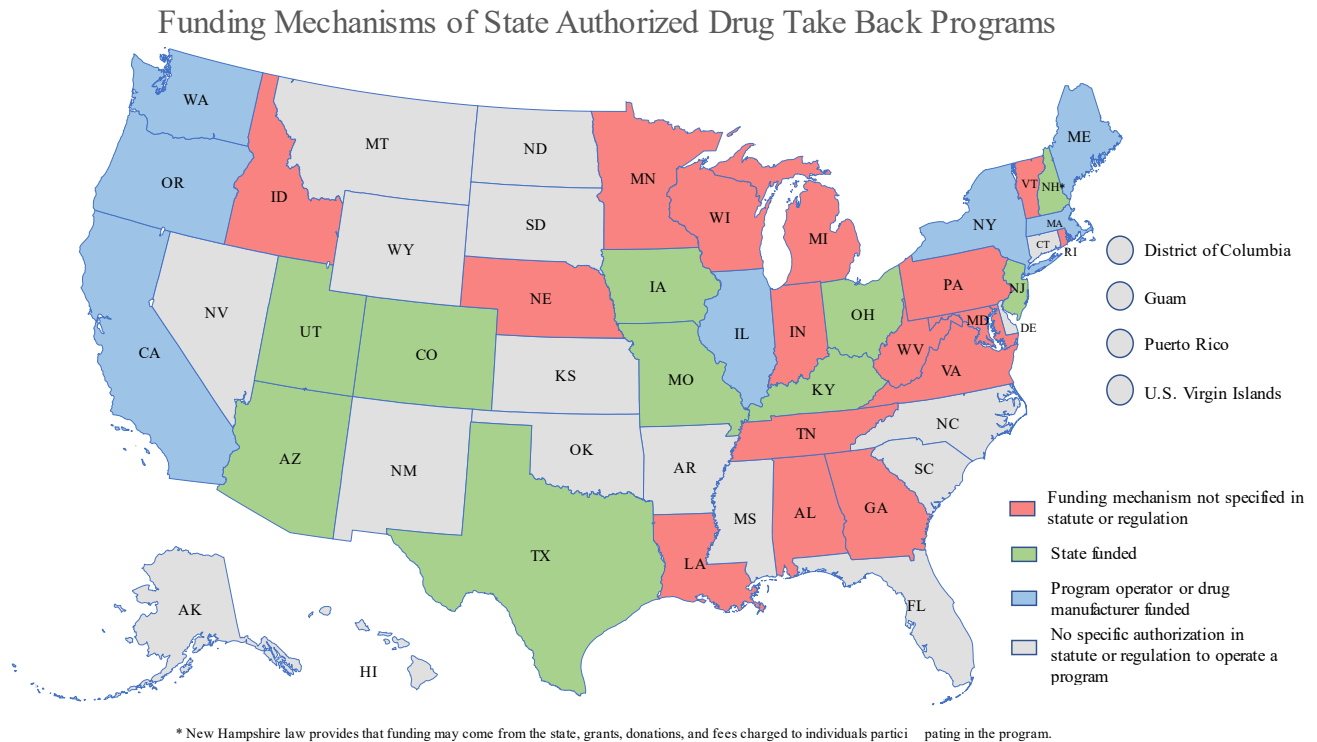 Funding Mechanisms of State Authorized Drug Take Back Programs
WA
MT
ND
MN
ME
OR
ID
SD
WI
MI
VT
NH*
NY
MA
CT
RI
WY
NE
IA
PA
NJ
NV
UT
CO
IL
IN
OH
MD
DE
CA
KS
MO
WV
VA
KY
AZ
NM
OK
AR
TN
NC
SC
TX
LA
MS
AL
GA
FL
AK
HI
District of Columbia
Guam
Puerto Rico
U.S. Virgin Islands
Funding mechanism not specified in
statute or regulation
State funded
Program operator or drug
manufacturer funded
No specific authorization in
statute or regulation to operate a
program
* New Hampshire law provides that funding may come from the state, grants, donations, and fees charged to individuals partici pating in the program.